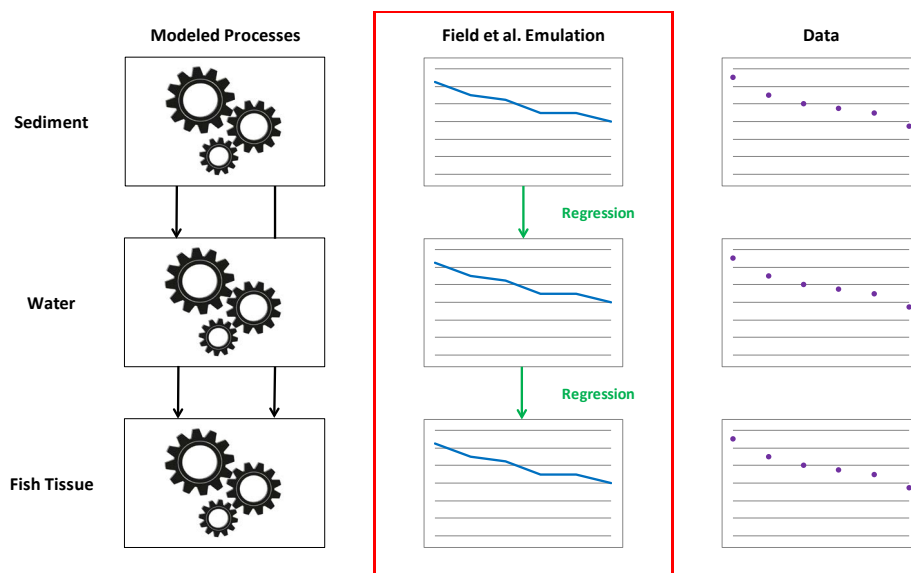 Modeled Processes
Field et al. Emulation
Data
Sediment
Regression
Water
Regression
Fish Tissue